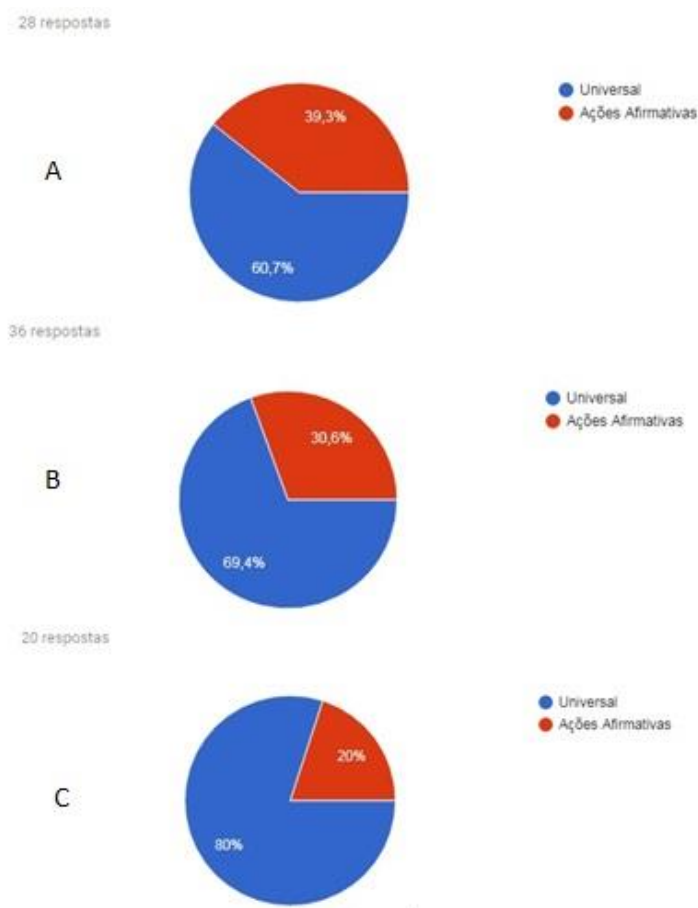 28 respostas
Universal
Ações Afirmativas
39,3%
A
60,7%
36 respostas
Universal
Ações Afirmativas
30,6%
B
69,4%
20 respostas
Universal
Ações Afirmativas
20%
C
80%